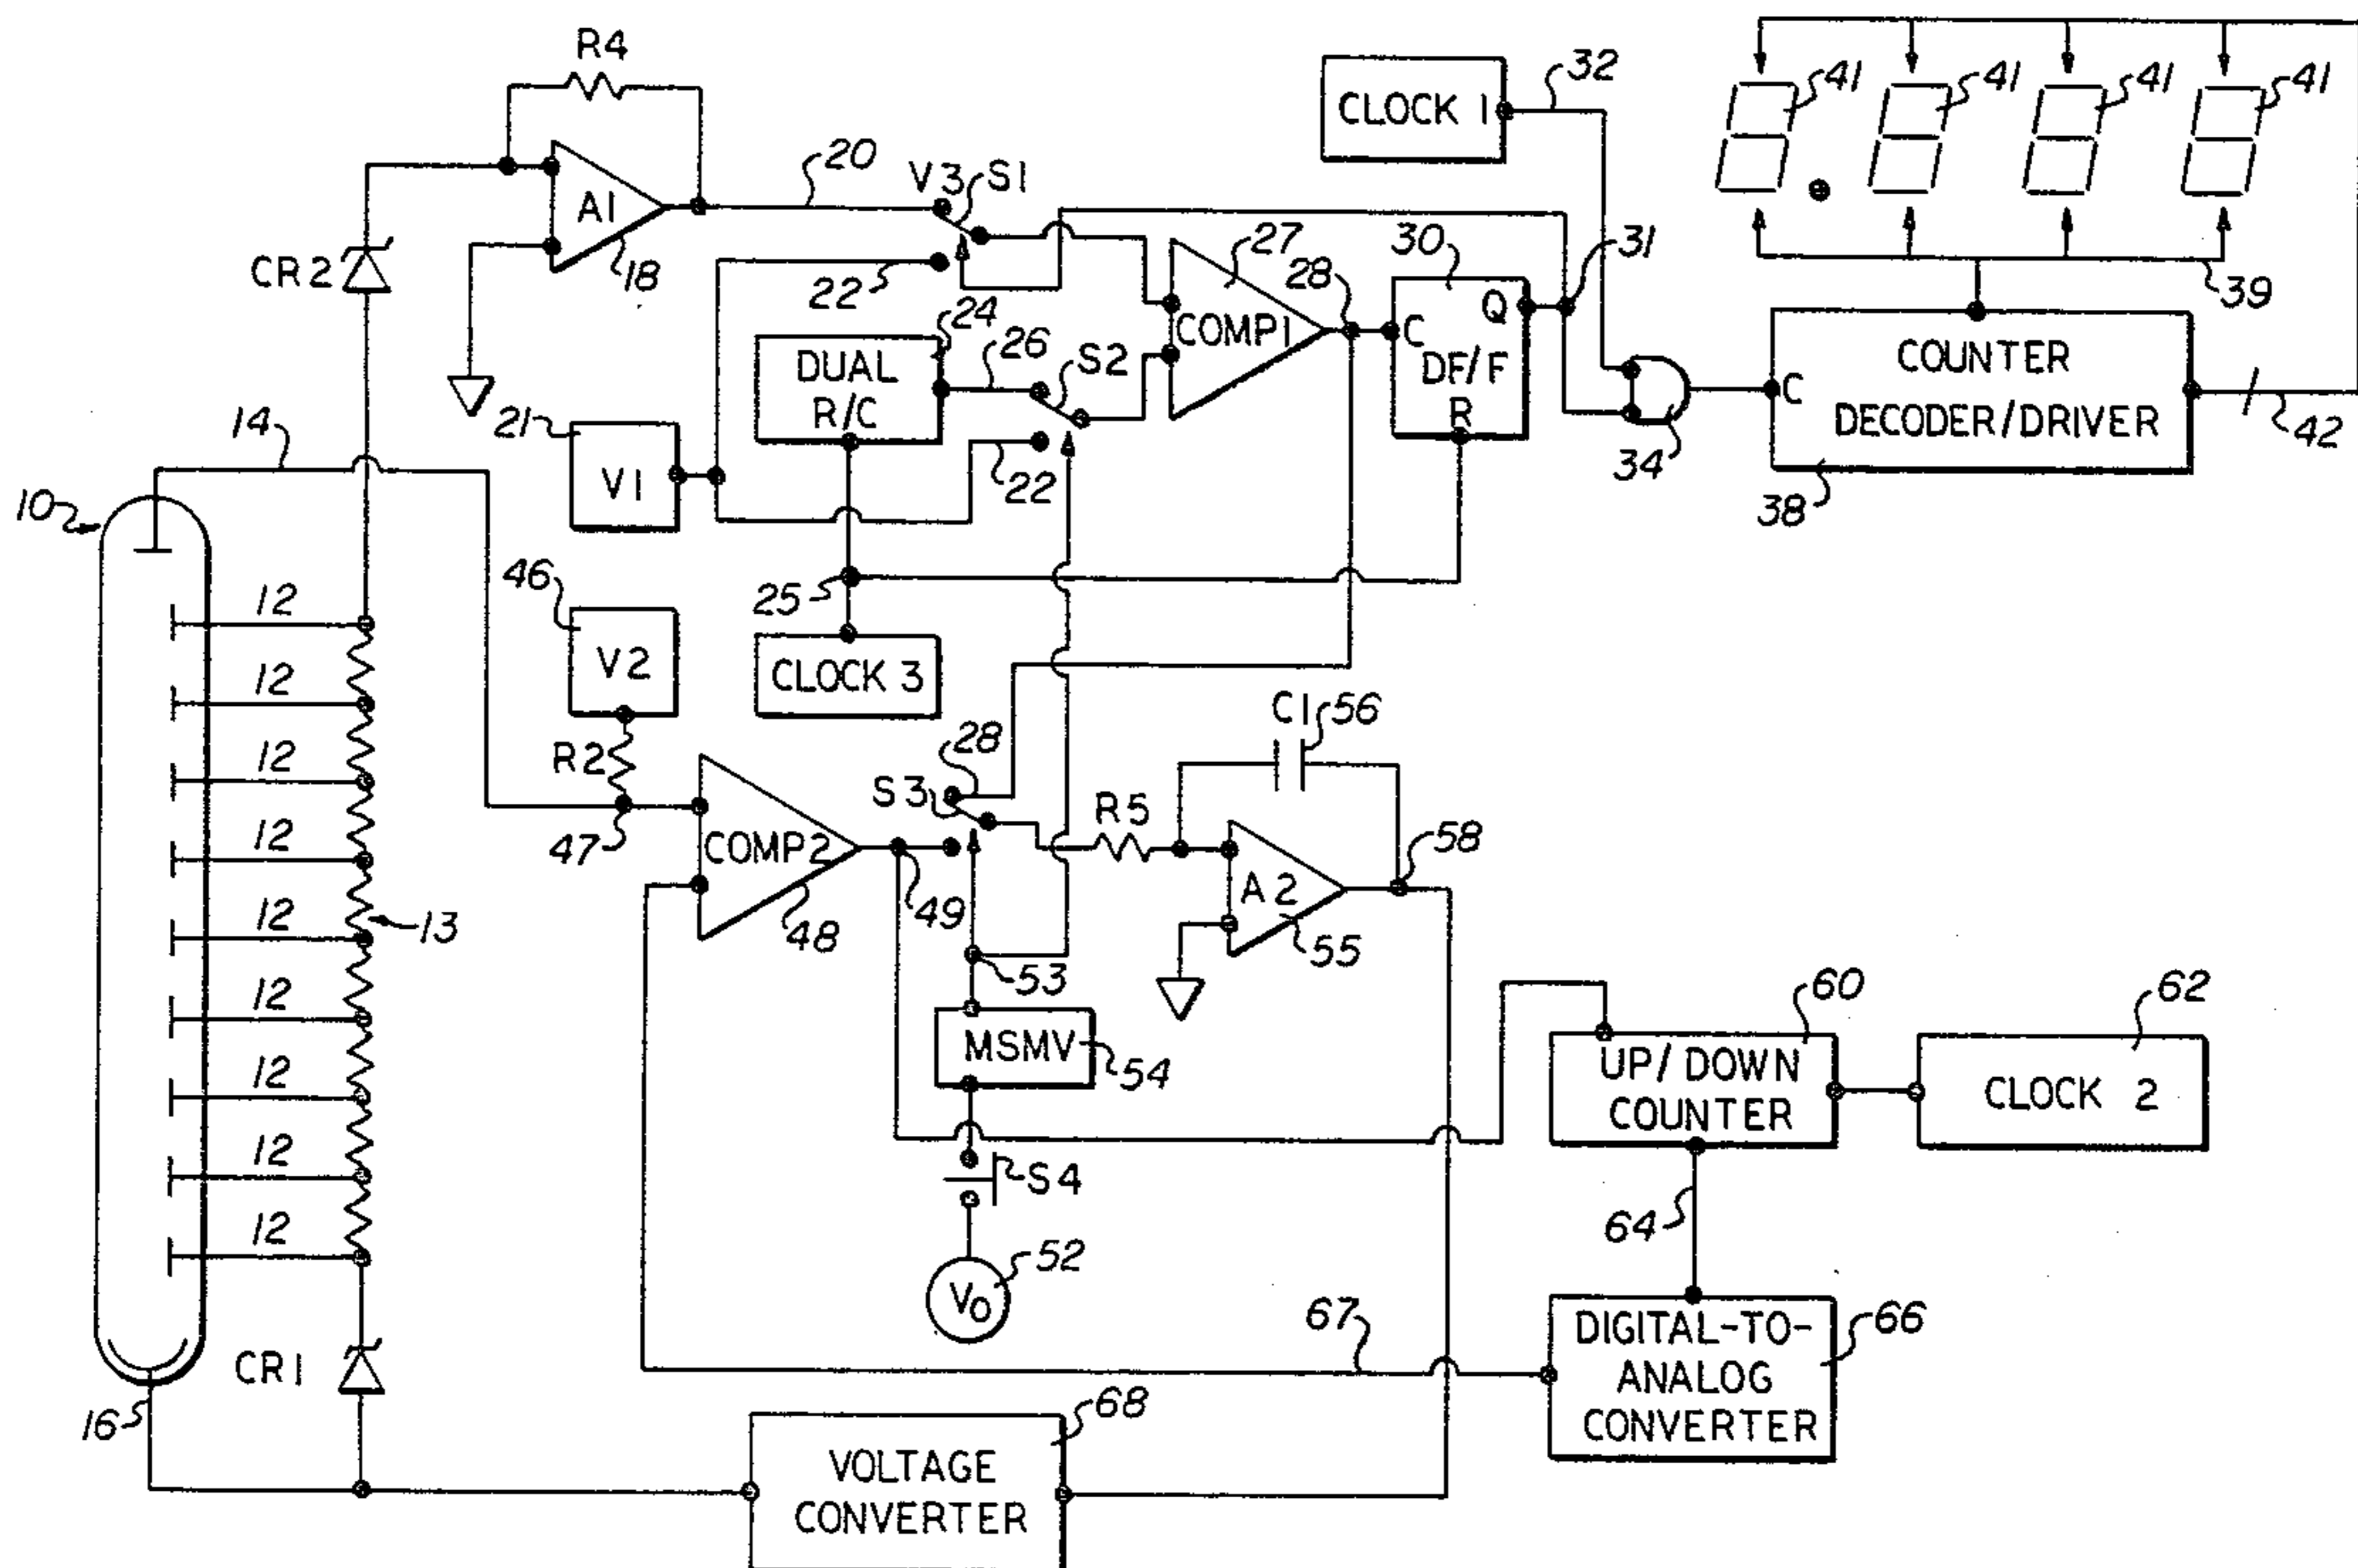 R4
CLOCK 1
32
41
41
41
41
A1
18
20
V3
S1
CR2
22
27
30
28
31
39
24
DUAL
R/C
26
S2
COMP1
C
Q
DF/F
R
34
C
COUNTER
DECODER/DRIVER
42
38
14
21
V1
22
10
46
25
12
V2
CLOCK 3
12
R2
C1
56
28
12
S3
R5
47
COMP2
58
12
49
A2
48
12
13
53
55
60
62
12
MSMV
54
UP/DOWN
COUNTER
CLOCK 2
12
12
S4
64
12
52
V0
67
DIGITAL-TO-
ANALOG
CONVERTER
66
CR1
16
68
VOLTAGE
CONVERTER